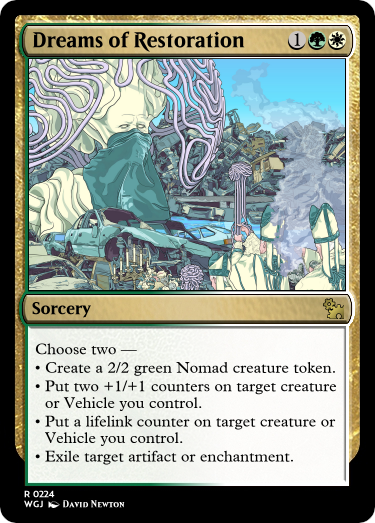 Dreams of Restoration 1
Sorcery
Choose two —
• Create a 2/2 green Nomad creature token.
• Put two +1/+1 counters on target creature
or Vehicle you control.
• Put a lifelink counter on target creature or
Vehicle you control.
• Exile target artifact or enchantment.
R 0224
WGJ DAVID NEWTON